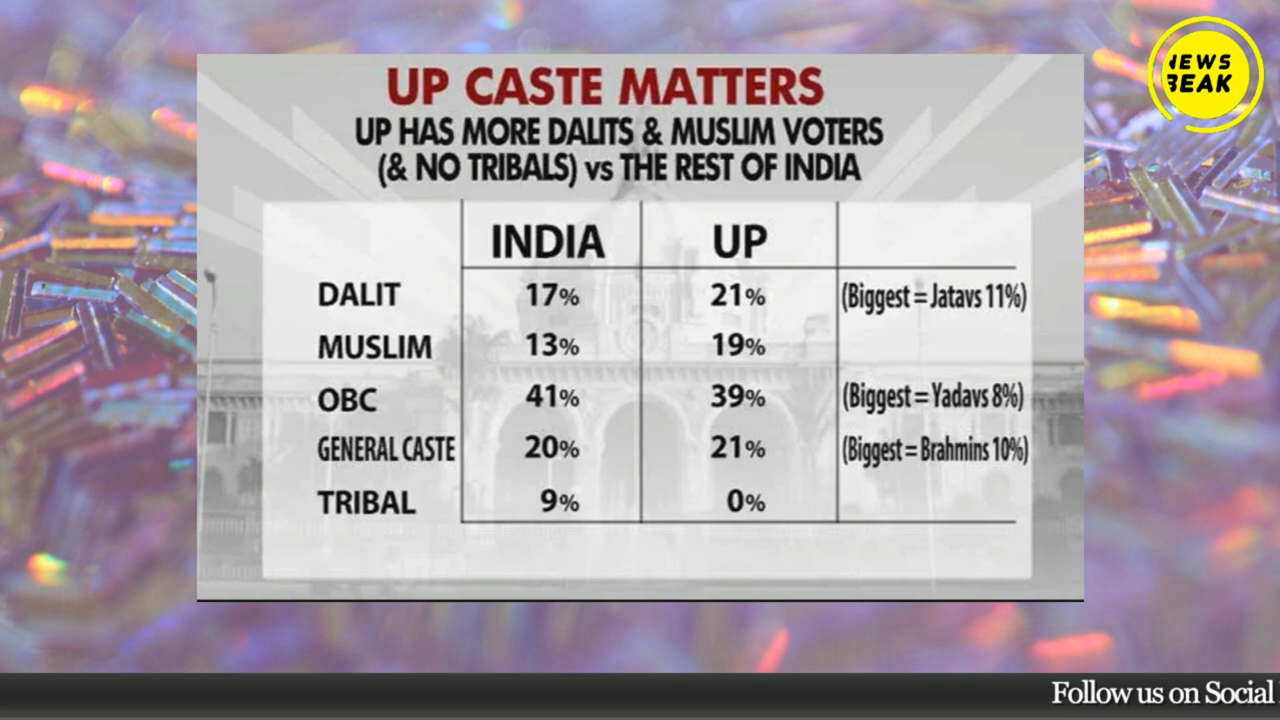 NEWS
BEAK
UP CASTE MATTERS
UP HAS MORE DALITS & MUSLIM VOTERS
(& NO TRIBALS) vs THE REST OF INDIA
INDIA UP
DALIT 17% 21% (Biggest = Jatavs 11%)
MUSLIM 13% 19%
OBC 41% 39% (Biggest = Yadavs 8%)
GENERAL CASTE 20% 21% (Biggest = Brahmins 10%)
TRIBAL 9% 0%
Follow us on Social